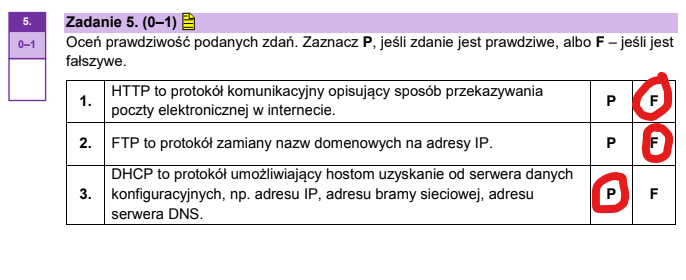 5.
0–1
Zadanie 5. (0–1)
Oceń prawdziwość podanych zdań. Zaznacz P, jeśli zdanie jest prawdziwe, albo F – jeśli jest
fałszywe.
1. HTTP to protokół komunikacyjny opisujący sposób przekazywania
poczty elektronicznej w internecie. P F
2. FTP to protokół zamiany nazw domenowych na adresy IP. P F
3. DHCP to protokół umożliwiający hostom uzyskanie od serwera danych
konfiguracyjnych, np. adresu IP, adresu bramy sieciowej, adresu
serwera DNS. P F